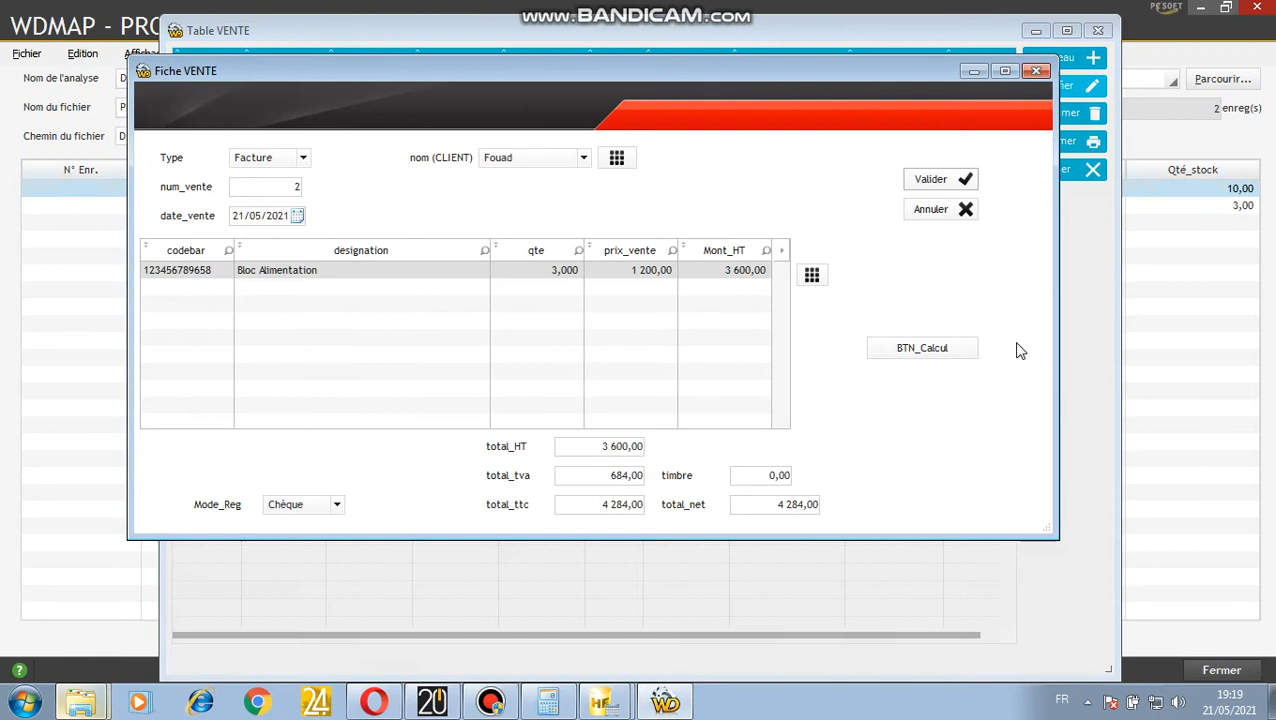 www.BANDICAM.com
PC SOFT
WDMAP - PRO
Fichier Edition Affichage
Nom de l'analyse
Nom du fichier
Chemin du fichier
Parcourir...
2 enreg(s)
N° Enr.
Qté_stock
10,00
3,00
Table VENTE
Fiche VENTE
Type Facture nom (CLIENT) Fouad
num_vente 2
date_vente 21/05/2021
Valider
Annuler
codebar designation qte prix_vente Mont_HT
123456789658 Bloc Alimentation 3,000 1 200,00 3 600,00
BTN_Calcul
total_HT 3 600,00
total_tva 684,00 timbre 0,00
Mode_Reg Chèque total_ttc 4 284,00 total_net 4 284,00
Fermer
FR 19:19
21/05/2021